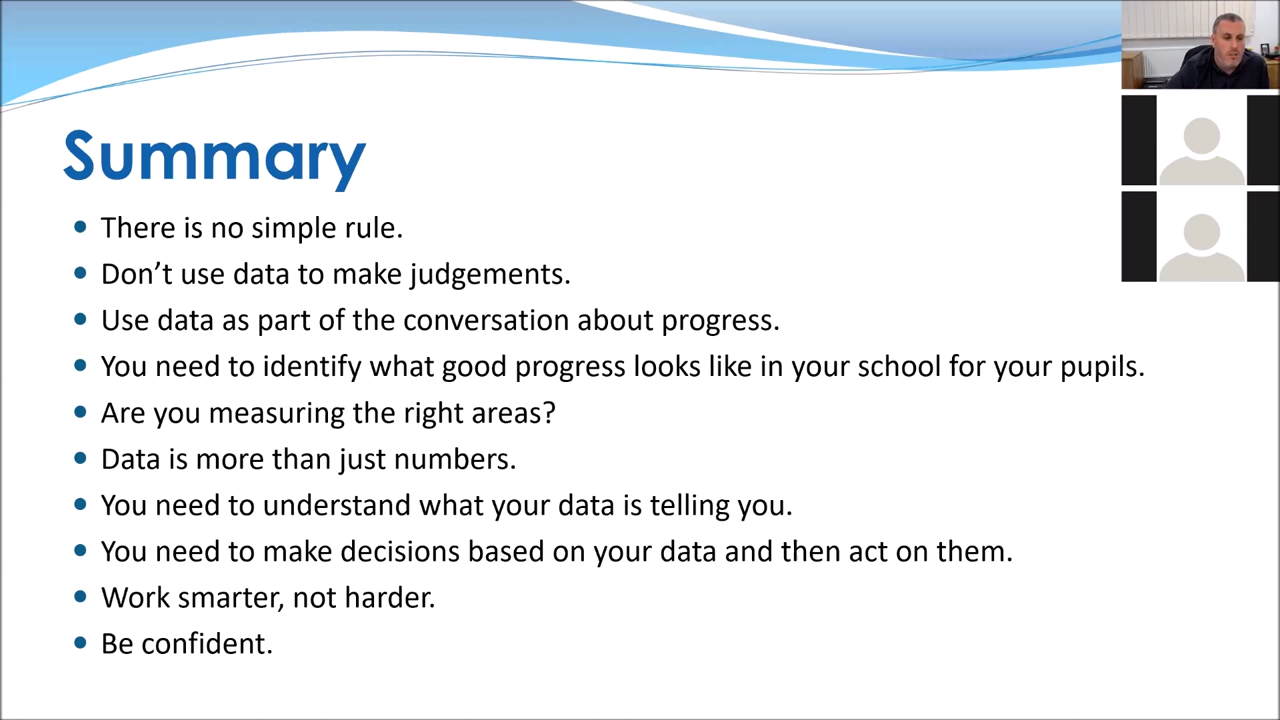 Summary
There is no simple rule.
Don’t use data to make judgements.
Use data as part of the conversation about progress.
You need to identify what good progress looks like in your school for your pupils.
Are you measuring the right areas?
Data is more than just numbers.
You need to understand what your data is telling you.
You need to make decisions based on your data and then act on them.
Work smarter, not harder.
Be confident.